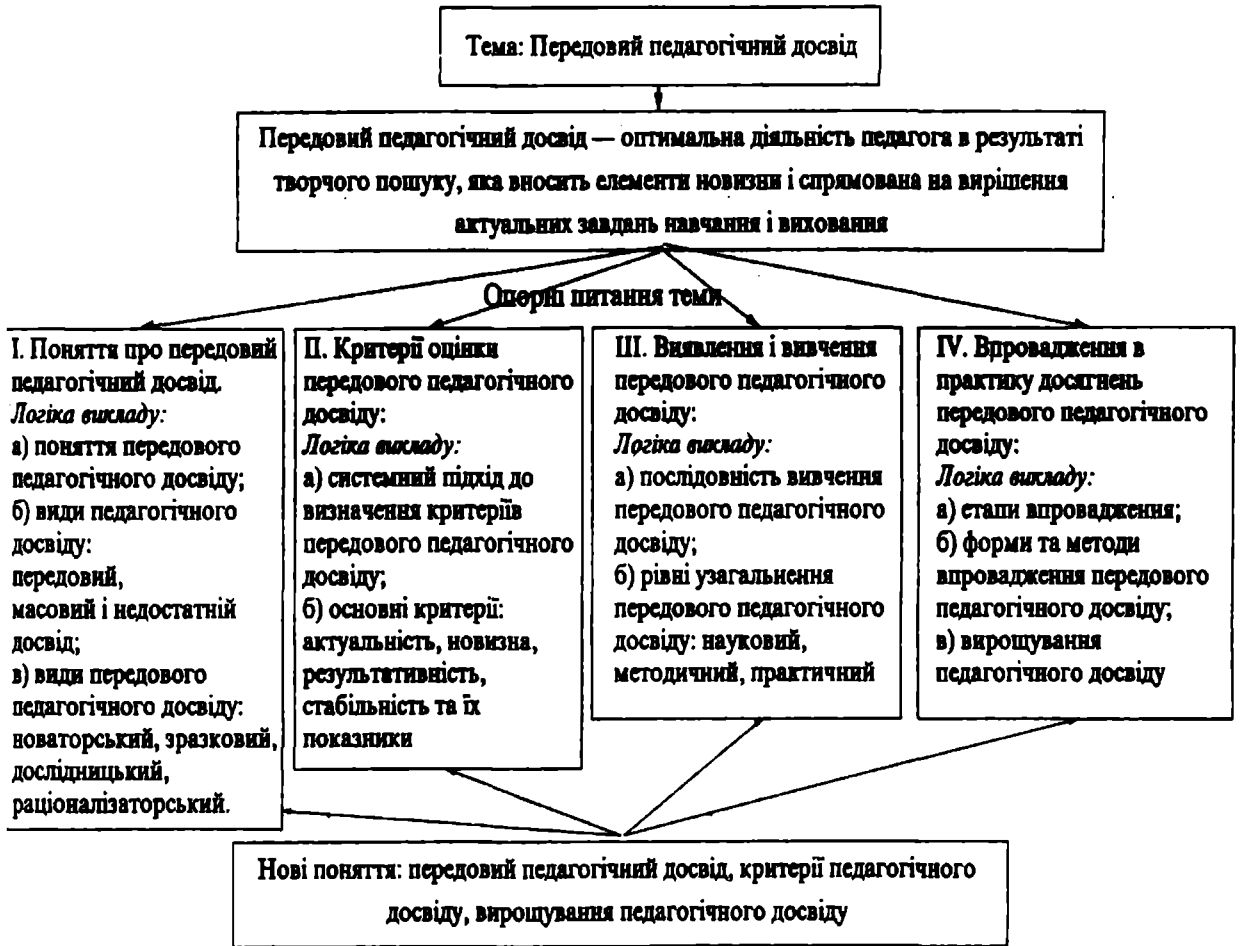 Тема: Передовий педагогічний досвід
Передовий педагогічний досвід — оптимальна діяльність педагога в результаті
творчого пошуку, яка вносить елементи новизни і спрямована на вирішення
актуальних завдань навчання і виховання
Опорні питання теми
I. Поняття про передовий
педагогічний досвід.
Логіка викладу:
а) поняття передового
педагогічного досвіду;
б) види педагогічного
досвіду:
передовий,
масовий і недостатній
досвід;
в) види передового
педагогічного досвіду:
новаторський, зразковий,
дослідницький,
раціоналізаторський.
II. Критерії оцінки
передового педагогічного
досвіду:
Логіка викладу:
а) системний підхід до
визначення критеріїв
передового педагогічного
досвіду;
б) основні критерії:
актуальність, новизна,
результативність,
стабільність та їх
показники
III. Виявлення і вивчення
передового педагогічного
досвіду:
Логіка викладу:
а) послідовність вивчення
передового педагогічного
досвіду;
б) рівні узагальнення
передового педагогічного
досвіду: науковий,
методичний, практичний
IV. Впровадження в
практику досягнень
передового педагогічного
досвіду:
Логіка викладу:
а) етапи впровадження;
б) форми та методи
впровадження передового
педагогічного досвіду;
в) вирощування
педагогічного досвіду
Нові поняття: передовий педагогічний досвід, критерії педагогічного
досвіду, вирощування педагогічного досвіду